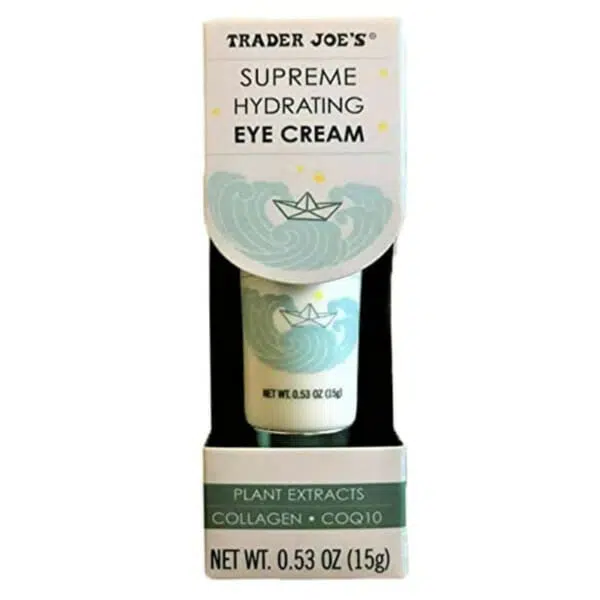 TRADER JOE'S®
SUPREME
HYDRATING
EYE CREAM
NET WT. 0.53 OZ (15g)
PLANT EXTRACTS
COLLAGEN • COQ10
NET WT. 0.53 OZ (15g)